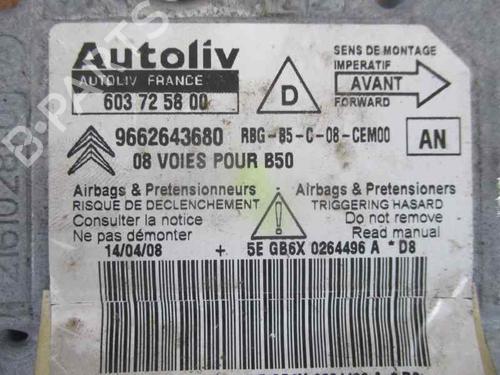 Autoliv
AUTOLIV FRANCE
603 72 58 00
D
SENS DE MONTAGE
IMPERATIF
AVANT
FORWARD
9662643680 RBG-B5-C-08-CEM00
AN
08 VOIES POUR B50
Airbags & Pretensionneurs
RISQUE DE DECLENCHEMENT
Consulter la notice
Ne pas démonter
Airbags & Pretensioners
TRIGGERING HASARD
Do not remove
Read manual
14/04/08 + 5E GB6X 0264496 A * D8
B-PARTS